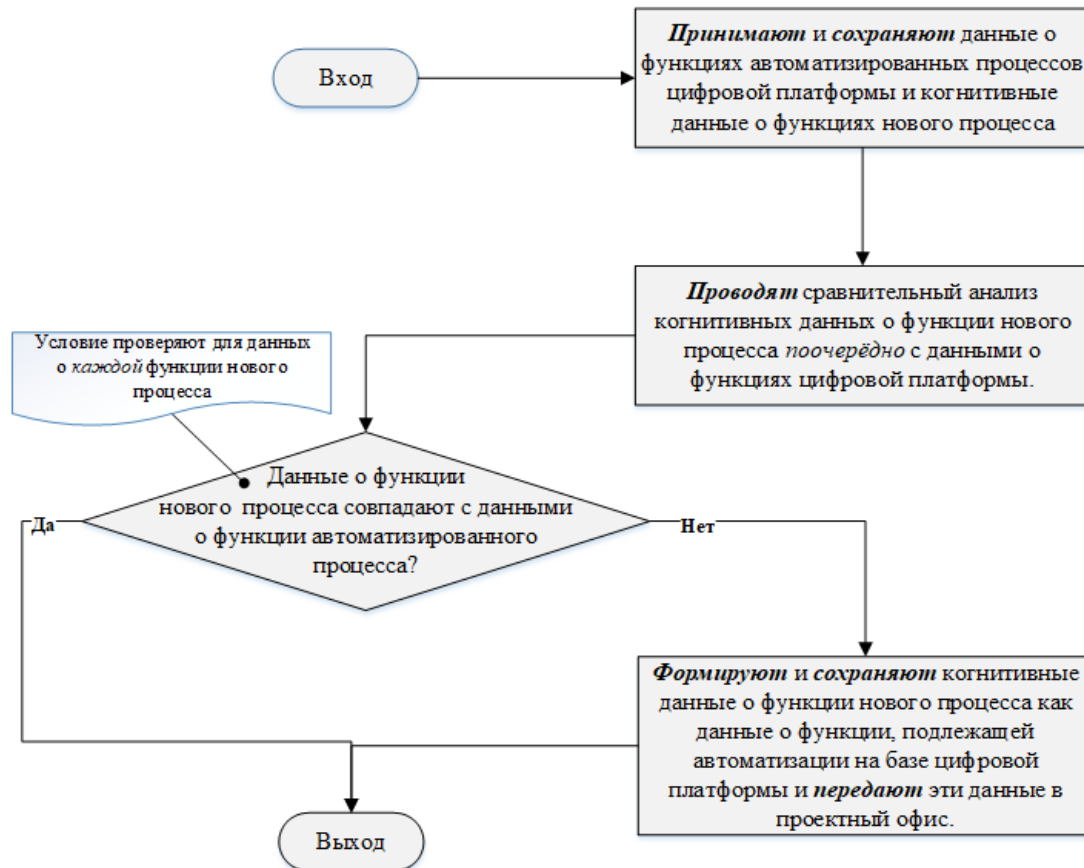 Вход
Принимают и сохраняют данные о
функциях автоматизированных процессов
цифровой платформы и когнитивные
данные о функциях нового процесса
Проводят сравнительный анализ
когнитивных данных о функции нового
процесса поочерёдно с данными о
функциях цифровой платформы.
Условие проверяют для данных
о каждой функции нового
процесса
Данные о функции
нового процесса совпадают с данными
о функции автоматизированного
процесса?
Да
Нет
Формируют и сохраняют когнитивные
данные о функции нового процесса как
данные о функции, подлежащей
автоматизации на базе цифровой
платформы и передают эти данные в
проектный офис.
Выход